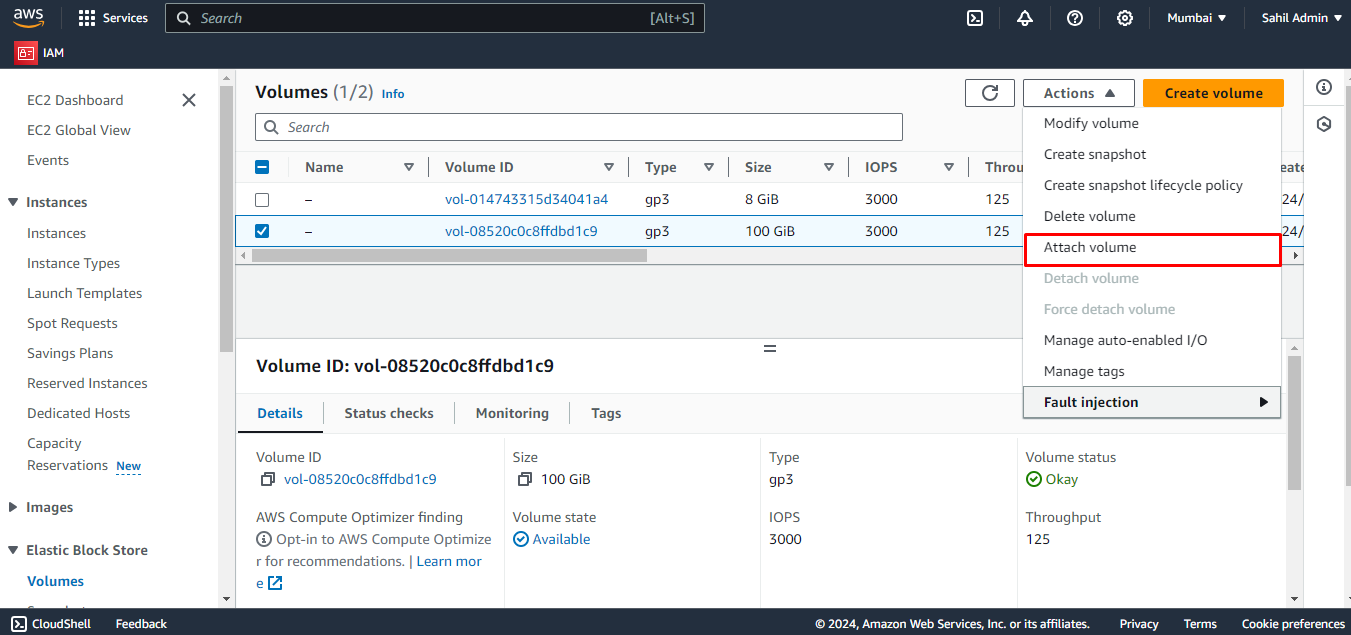 aws Services Search [Alt+S] Mumbai Sahil Admin
IAM
EC2 Dashboard
EC2 Global View
Events
Instances
Instances
Instance Types
Launch Templates
Spot Requests
Savings Plans
Reserved Instances
Dedicated Hosts
Capacity
Reservations New
Images
Elastic Block Store
Volumes
Volumes (1/2) Info
Actions Create volume
Search
Name Volume ID Type Size IOPS Throu eate
– vol-014743315d34041a4 gp3 8 GiB 3000 125 24/
– vol-08520c0c8ffdbd1c9 gp3 100 GiB 3000 125 24/
Modify volume
Create snapshot
Create snapshot lifecycle policy
Delete volume
Attach volume
Detach volume
Force detach volume
Manage auto-enabled I/O
Manage tags
Fault injection
Volume ID: vol-08520c0c8ffdbd1c9
Details Status checks Monitoring Tags
Volume ID
vol-08520c0c8ffdbd1c9
AWS Compute Optimizer finding
Opt-in to AWS Compute Optimize
r for recommendations. | Learn mor
e
Size
100 GiB
Volume state
Available
Type
gp3
IOPS
3000
Volume status
Okay
Throughput
125
CloudShell Feedback © 2024, Amazon Web Services, Inc. or its affiliates. Privacy Terms Cookie preferences